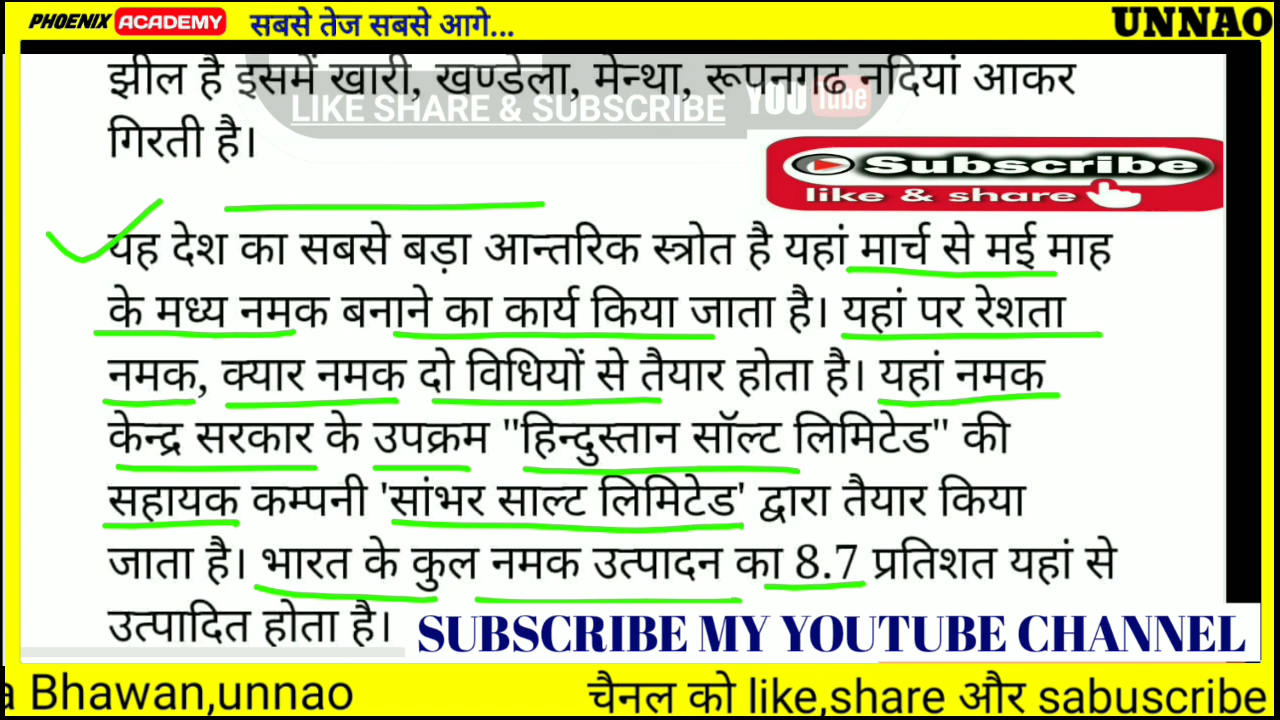 PHOENIX ACADEMY सबसे तेज सबसे आगे... UNNAO
झील है इसमें खारी, खण्डेला, मेन्था, रूपनगढ नदियां आकर
LIKE SHARE & SUBSCRIBE YOU Tube
गिरती है।
Subscribe
like & share
यह देश का सबसे बड़ा आन्तरिक स्त्रोत है यहां मार्च से मई माह
के मध्य नमक बनाने का कार्य किया जाता है। यहां पर रेशता
नमक, क्यार नमक दो विधियों से तैयार होता है। यहां नमक
केन्द्र सरकार के उपक्रम "हिन्दुस्तान सॉल्ट लिमिटेड" की
सहायक कम्पनी 'सांभर साल्ट लिमिटेड' द्वारा तैयार किया
जाता है। भारत के कुल नमक उत्पादन का 8.7 प्रतिशत यहां से
उत्पादित होता है।
SUBSCRIBE MY YOUTUBE CHANNEL
a Bhawan,unnao चैनल को like,share और sabuscribe